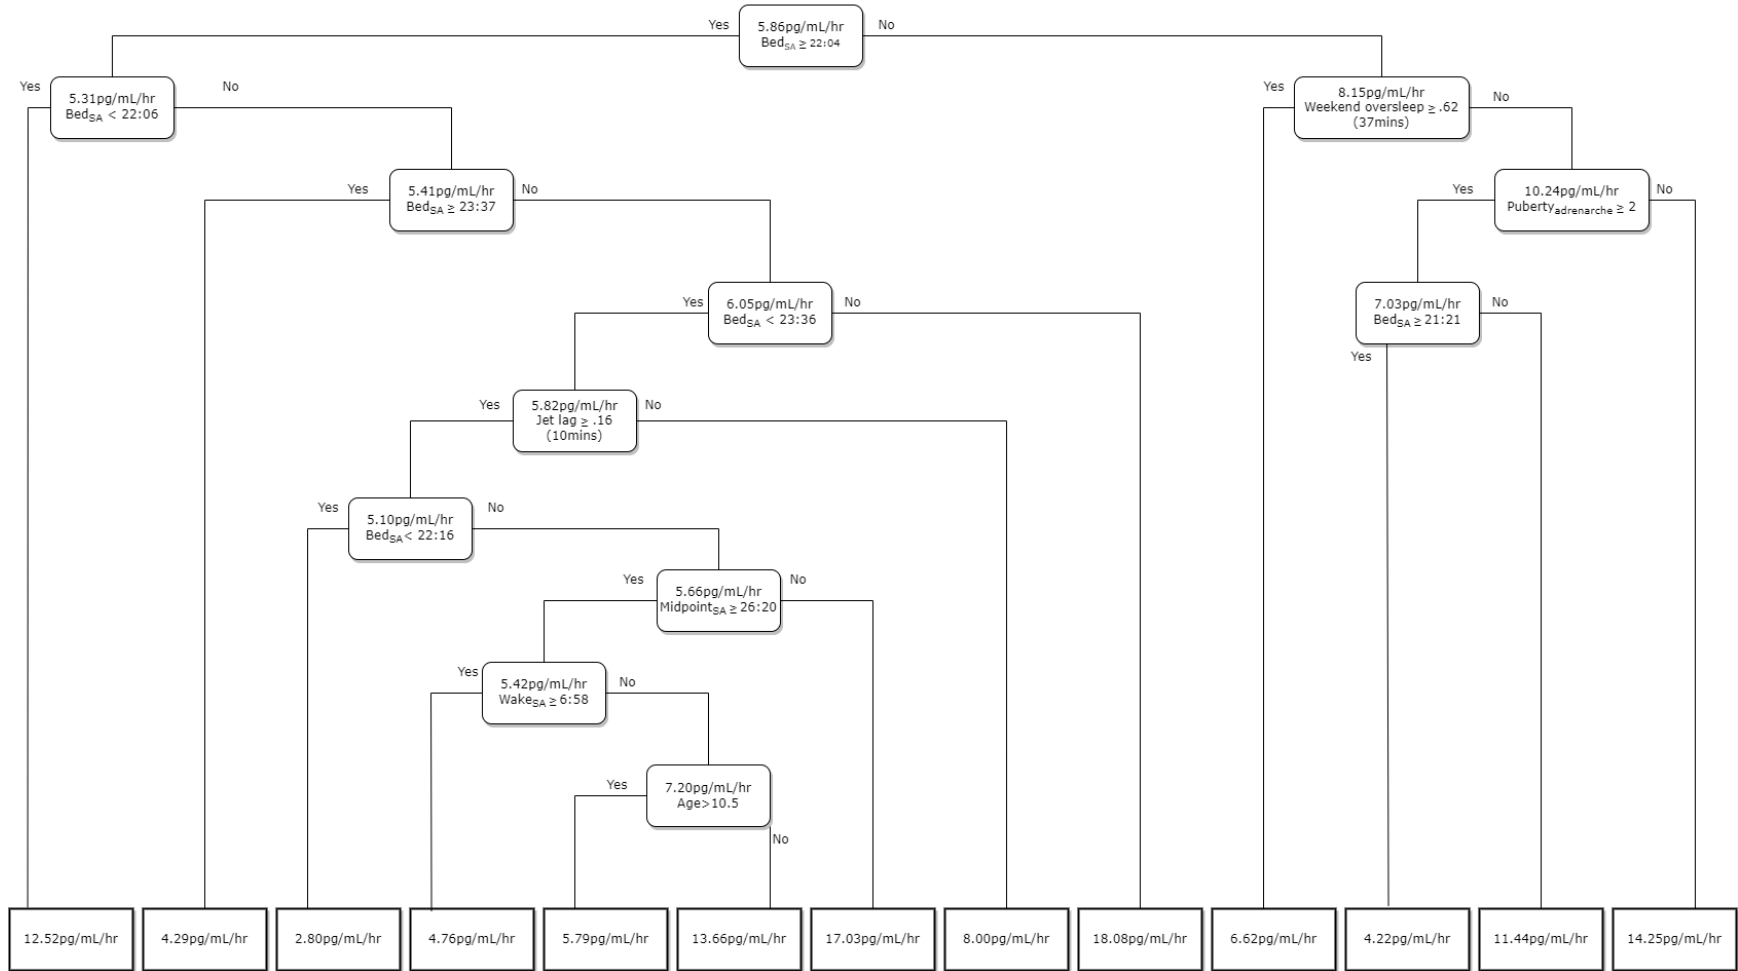 Yes
5.86pg/mL/hr
BedSA ≥ 22:04
No
Yes
5.31pg/mL/hr
BedSA < 22:06
No
Yes
8.15pg/mL/hr
Weekend oversleep ≥ .62
(37mins)
No
Yes
5.41pg/mL/hr
BedSA ≥ 23:37
No
Yes
10.24pg/mL/hr
Pubertyadrenarche ≥ 2
No
Yes
6.05pg/mL/hr
BedSA < 23:36
No
7.03pg/mL/hr
BedSA ≥ 21:21
No
Yes
Yes
5.82pg/mL/hr
Jet lag ≥ .16
(10mins)
No
Yes
5.10pg/mL/hr
BedSA< 22:16
No
Yes
5.66pg/mL/hr
MidpointSA ≥ 26:20
No
Yes
5.42pg/mL/hr
WakeSA ≥ 6:58
No
Yes
7.20pg/mL/hr
Age>10.5
No
12.52pg/mL/hr
4.29pg/mL/hr
2.80pg/mL/hr
4.76pg/mL/hr
5.79pg/mL/hr
13.66pg/mL/hr
17.03pg/mL/hr
8.00pg/mL/hr
18.08pg/mL/hr
6.62pg/mL/hr
4.22pg/mL/hr
11.44pg/mL/hr
14.25pg/mL/hr